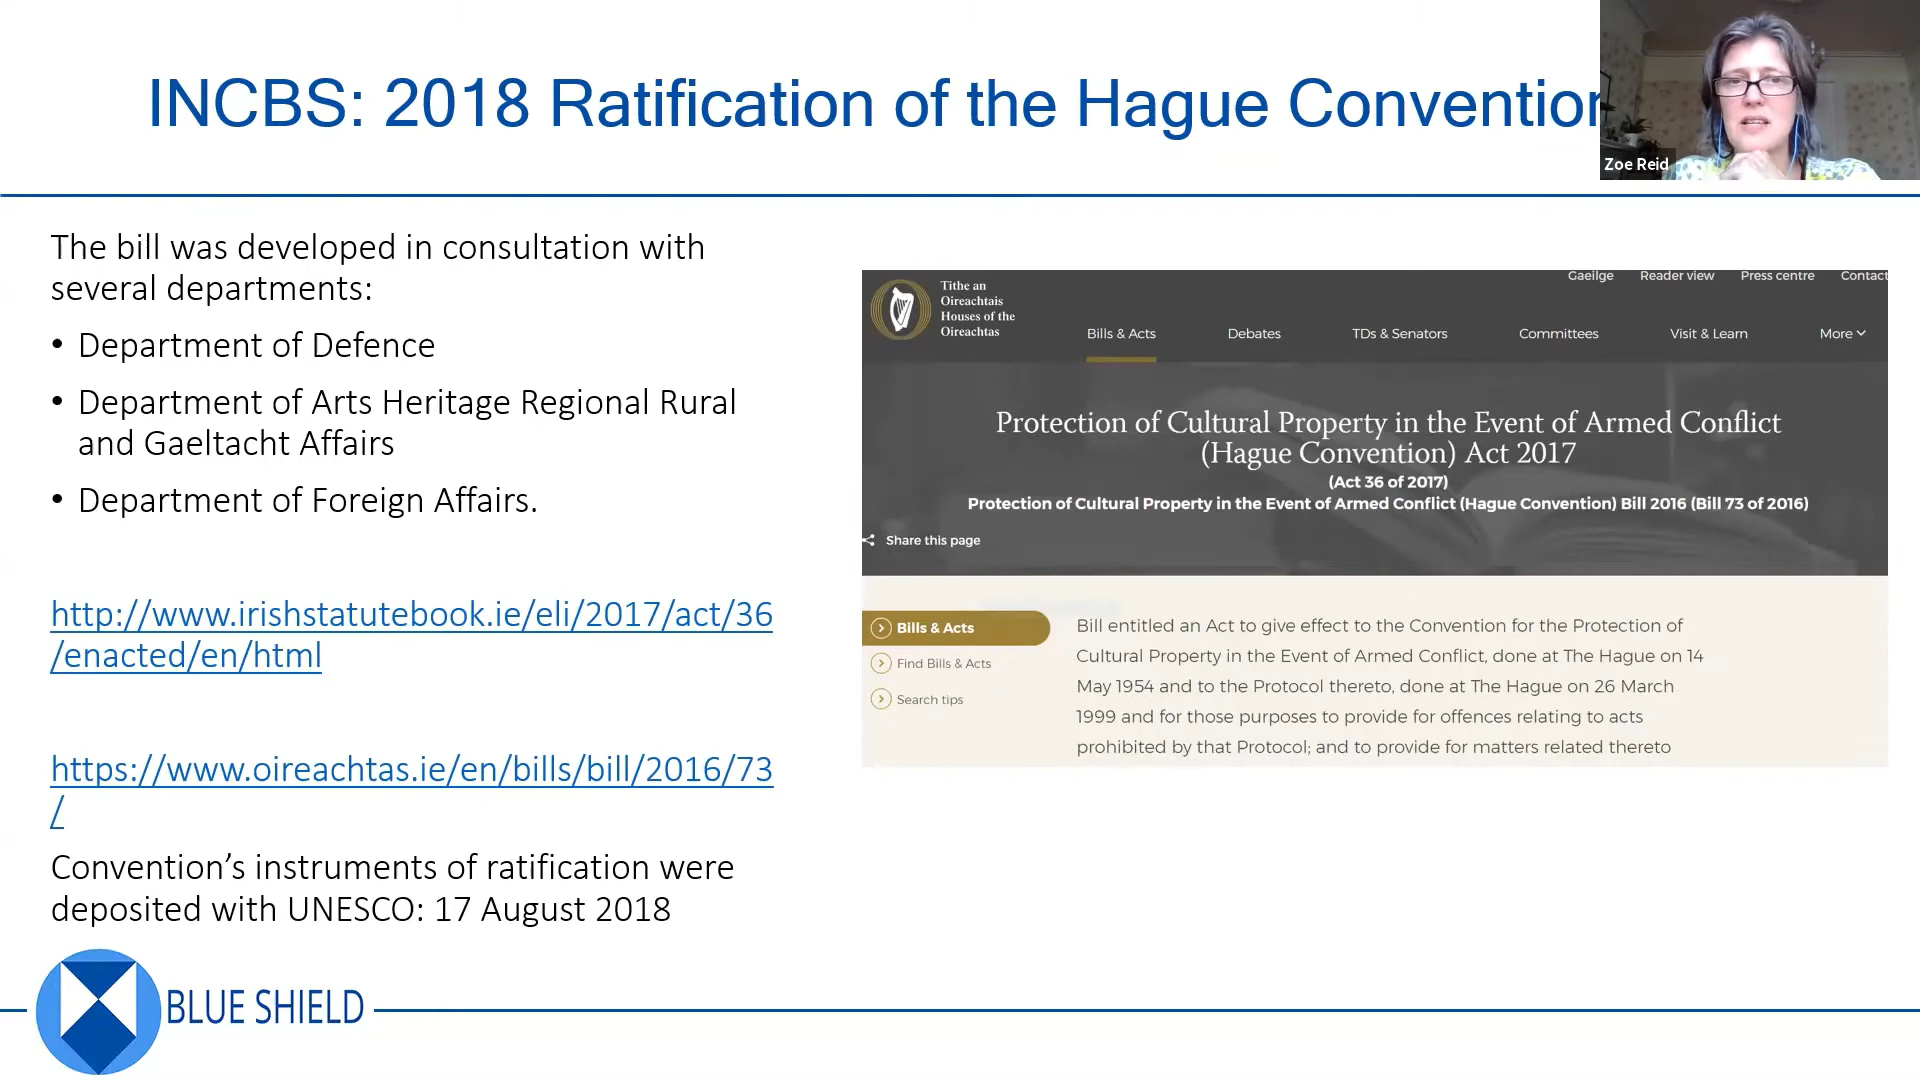 INCBS: 2018 Ratification of the Hague Convention
Zoe Reid
The bill was developed in consultation with
several departments:
• Department of Defence
• Department of Arts Heritage Regional Rural
and Gaeltacht Affairs
• Department of Foreign Affairs.
http://www.irishstatutebook.ie/eli/2017/act/36
/enacted/en/html
https://www.oireachtas.ie/en/bills/bill/2016/73
/
Convention’s instruments of ratification were
deposited with UNESCO: 17 August 2018
BLUE SHIELD
Gaeilge Reader view Press centre Contact
Tithe an
Oireachtais
Houses of the
Oireachtas
Bills & Acts Debates TDs & Senators Committees Visit & Learn More
Protection of Cultural Property in the Event of Armed Conflict
(Hague Convention) Act 2017
(Act 36 of 2017)
Protection of Cultural Property in the Event of Armed Conflict (Hague Convention) Bill 2016 (Bill 73 of 2016)
Share this page
Bills & Acts
Find Bills & Acts
Search tips
Bill entitled an Act to give effect to the Convention for the Protection of
Cultural Property in the Event of Armed Conflict, done at The Hague on 14
May 1954 and to the Protocol thereto, done at The Hague on 26 March
1999 and for those purposes to provide for offences relating to acts
prohibited by that Protocol; and to provide for matters related thereto